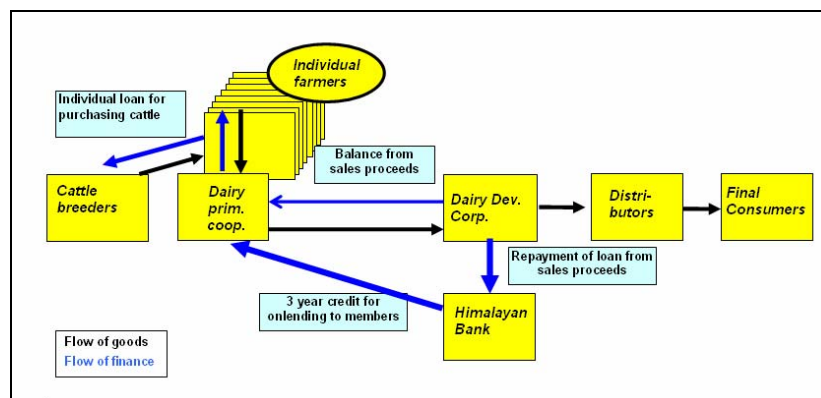 Individual
farmers
Individual loan for
purchasing cattle
Balance from
sales proceeds
Cattle
breeders
Dairy
prim.
coop.
Dairy Dev.
Corp.
Distri-
butors
Final
Consumers
Repayment of loan from
sales proceeds
3 year credit for
onlending to members
Himalayan
Bank
Flow of goods
Flow of finance